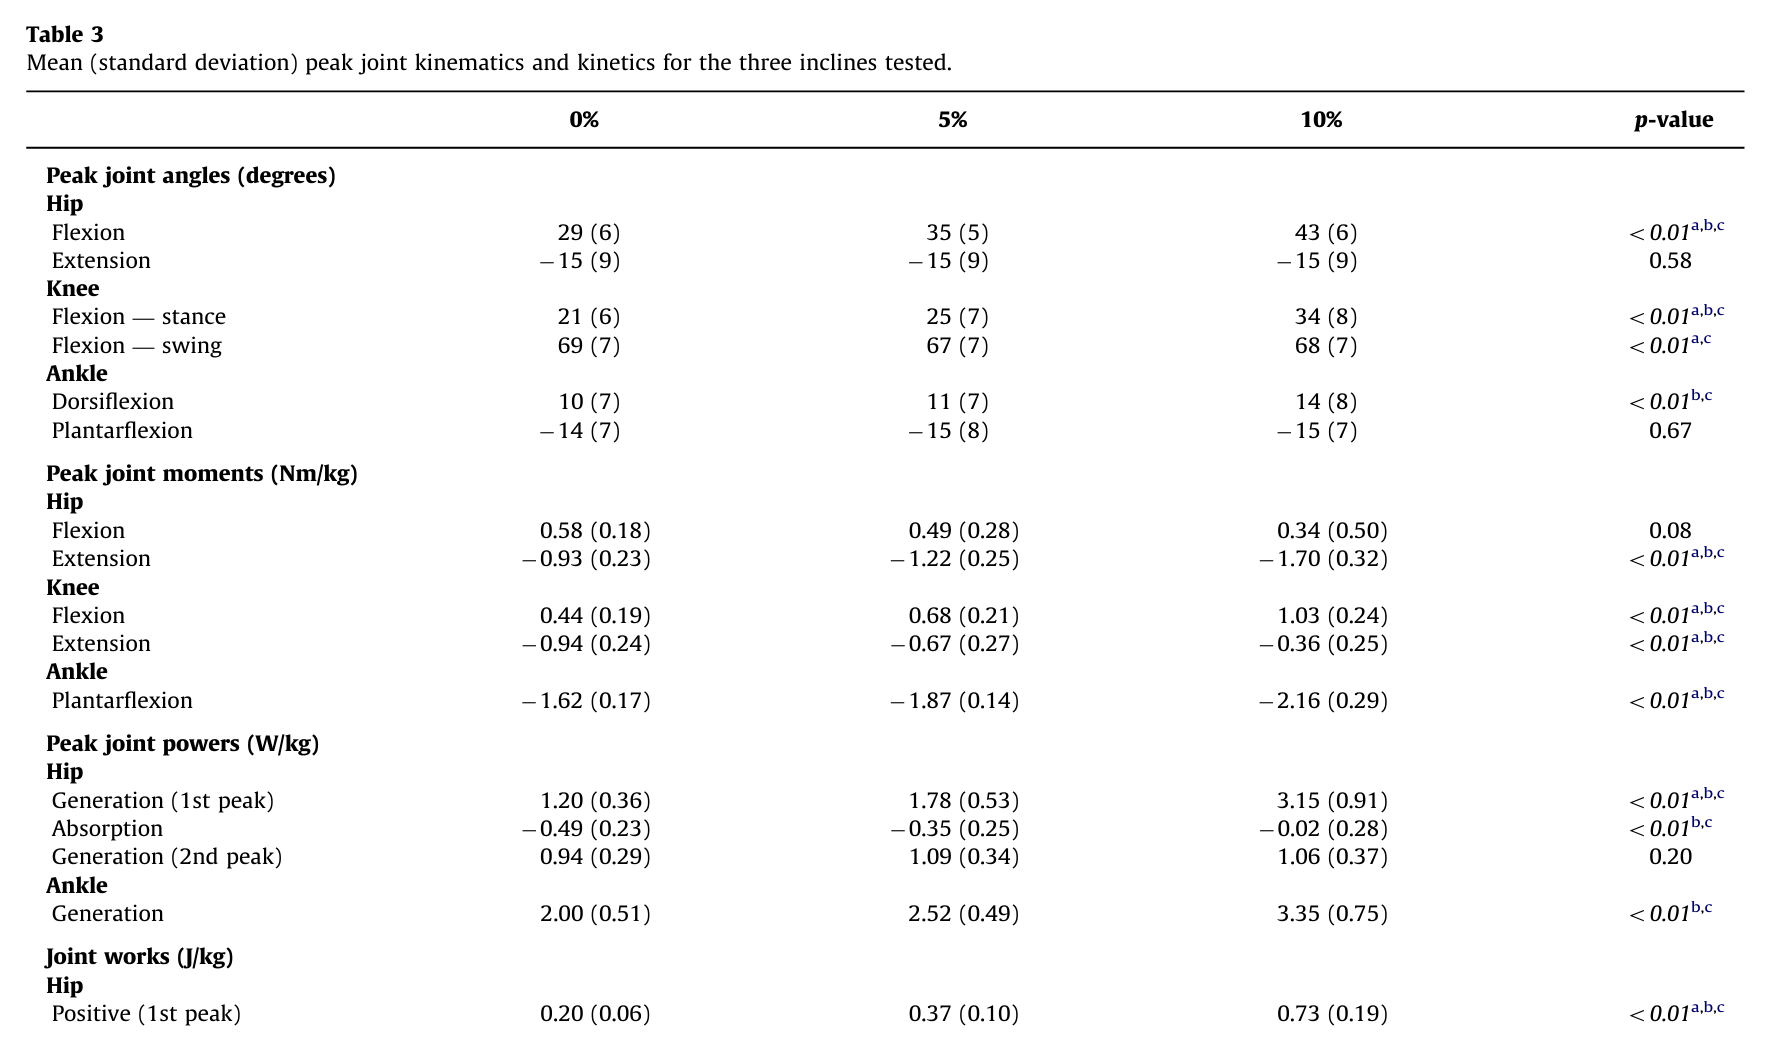 Table 3
Mean (standard deviation) peak joint kinematics and kinetics for the three inclines tested.
0% 5% 10% p-value
Peak joint angles (degrees)
Hip
Flexion 29 (6) 35 (5) 43 (6) <0.01a,b,c
Extension −15 (9) −15 (9) −15 (9) 0.58
Knee
Flexion — stance 21 (6) 25 (7) 34 (8) <0.01a,b,c
Flexion — swing 69 (7) 67 (7) 68 (7) <0.01a,c
Ankle
Dorsiflexion 10 (7) 11 (7) 14 (8) <0.01b,c
Plantarflexion −14 (7) −15 (8) −15 (7) 0.67
Peak joint moments (Nm/kg)
Hip
Flexion 0.58 (0.18) 0.49 (0.28) 0.34 (0.50) 0.08
Extension −0.93 (0.23) −1.22 (0.25) −1.70 (0.32) <0.01a,b,c
Knee
Flexion 0.44 (0.19) 0.68 (0.21) 1.03 (0.24) <0.01a,b,c
Extension −0.94 (0.24) −0.67 (0.27) −0.36 (0.25) <0.01a,b,c
Ankle
Plantarflexion −1.62 (0.17) −1.87 (0.14) −2.16 (0.29) <0.01a,b,c
Peak joint powers (W/kg)
Hip
Generation (1st peak) 1.20 (0.36) 1.78 (0.53) 3.15 (0.91) <0.01a,b,c
Absorption −0.49 (0.23) −0.35 (0.25) −0.02 (0.28) <0.01b,c
Generation (2nd peak) 0.94 (0.29) 1.09 (0.34) 1.06 (0.37) 0.20
Ankle
Generation 2.00 (0.51) 2.52 (0.49) 3.35 (0.75) <0.01b,c
Joint works (J/kg)
Hip
Positive (1st peak) 0.20 (0.06) 0.37 (0.10) 0.73 (0.19) <0.01a,b,c